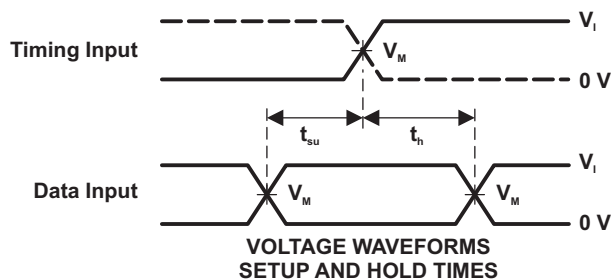 V_I
Timing Input
V_M
0 V
t_su
t_h
V_I
Data Input
V_M
V_M
0 V
VOLTAGE WAVEFORMS
SETUP AND HOLD TIMES